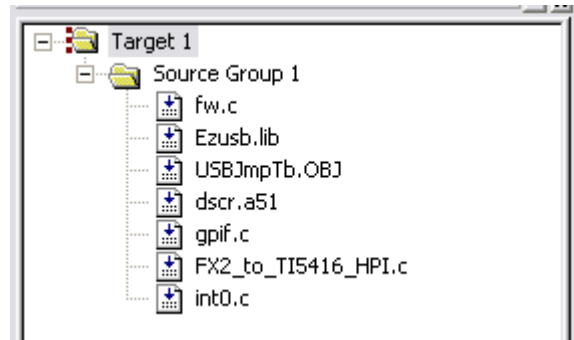 Target 1
Source Group 1
fw.c
Ezusb.lib
USBJmpTb.OBJ
dscr.a51
gpif.c
FX2_to_TI5416_HPI.c
int0.c